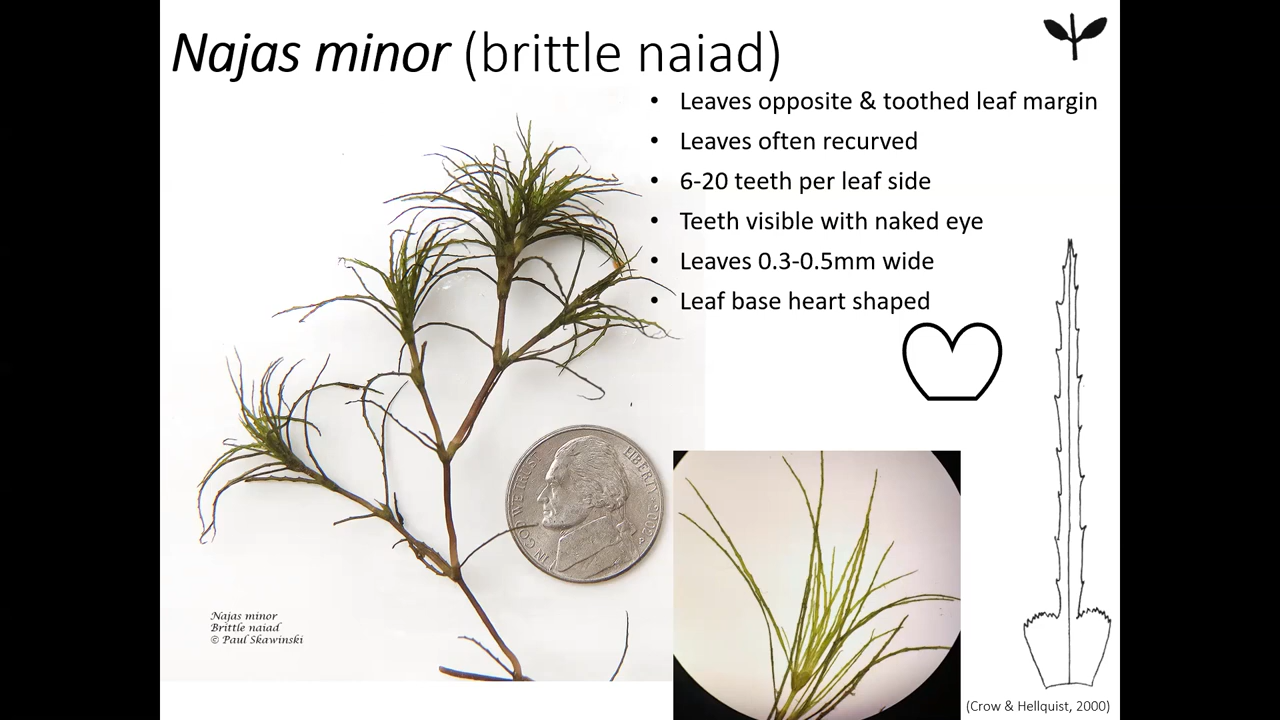 Najas minor (brittle naiad)
• Leaves opposite & toothed leaf margin
• Leaves often recurved
• 6-20 teeth per leaf side
• Teeth visible with naked eye
• Leaves 0.3-0.5mm wide
• Leaf base heart shaped
IN GOD WE TRUST
LIBERTY 2009
Najas minor
Brittle naiad
© Paul Skawinski
(Crow & Hellquist, 2000)